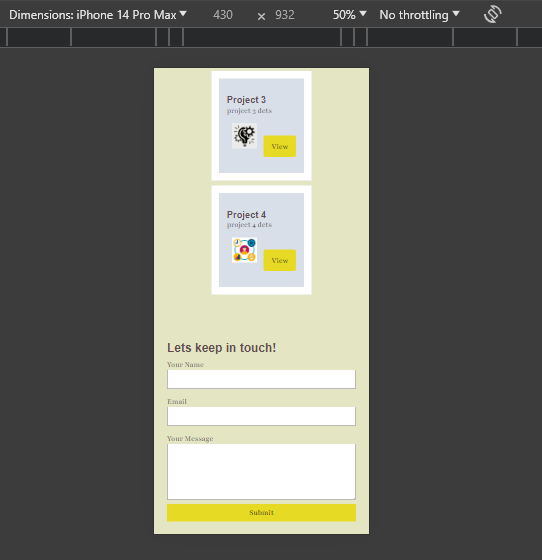 Dimensions: iPhone 14 Pro Max 430 × 932 50% No throttling
Project 3
project 3 dets
View
Project 4
project 4 dets
View
Lets keep in touch!
Your Name
Email
Your Message
Submit